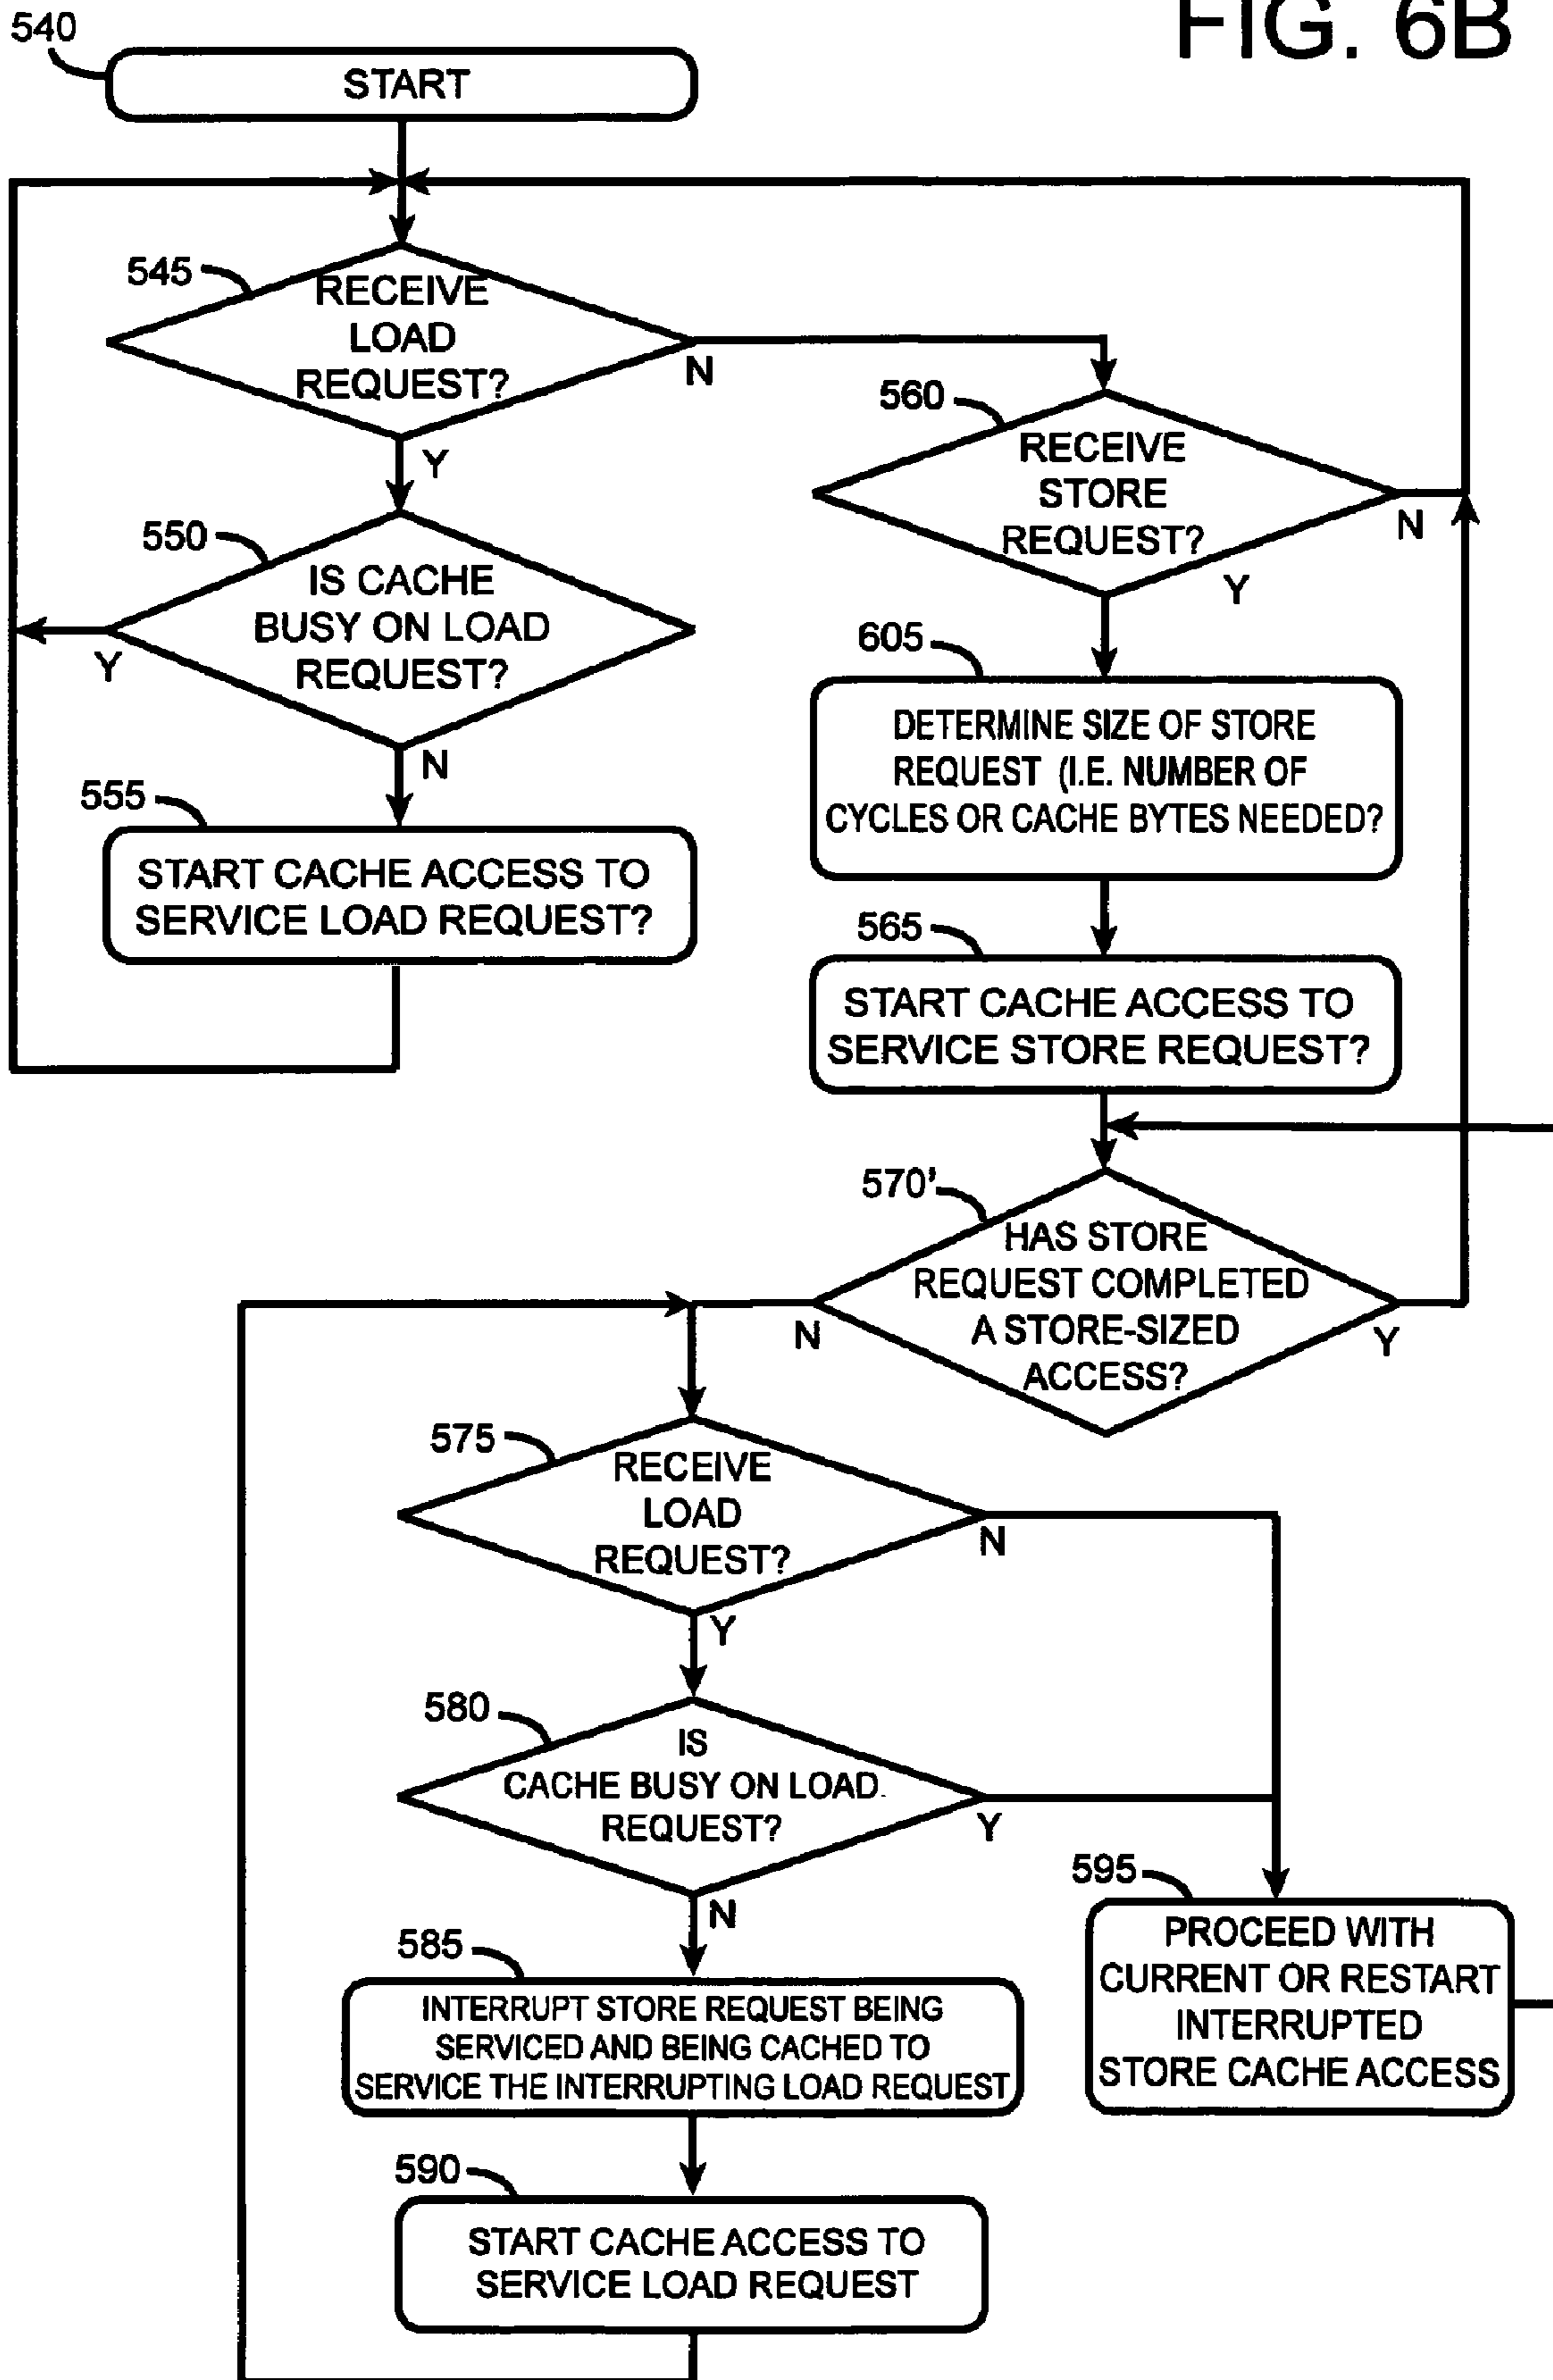 FIG. 6B
540
START
545
RECEIVE
LOAD
REQUEST?
N
Y
560
RECEIVE
STORE
REQUEST?
N
Y
550
IS CACHE
BUSY ON LOAD
REQUEST?
Y
N
605
DETERMINE SIZE OF STORE
REQUEST (I.E. NUMBER OF
CYCLES OR CACHE BYTES NEEDED?
555
START CACHE ACCESS TO
SERVICE LOAD REQUEST?
565
START CACHE ACCESS TO
SERVICE STORE REQUEST?
570'
HAS STORE
REQUEST COMPLETED
A STORE-SIZED
ACCESS?
N
Y
575
RECEIVE
LOAD
REQUEST?
N
Y
580
IS
CACHE BUSY ON LOAD.
REQUEST?
Y
N
595
PROCEED WITH
CURRENT OR RESTART
INTERRUPTED
STORE CACHE ACCESS
585
INTERRUPT STORE REQUEST BEING
SERVICED AND BEING CACHED TO
SERVICE THE INTERRUPTING LOAD REQUEST
590
START CACHE ACCESS TO
SERVICE LOAD REQUEST